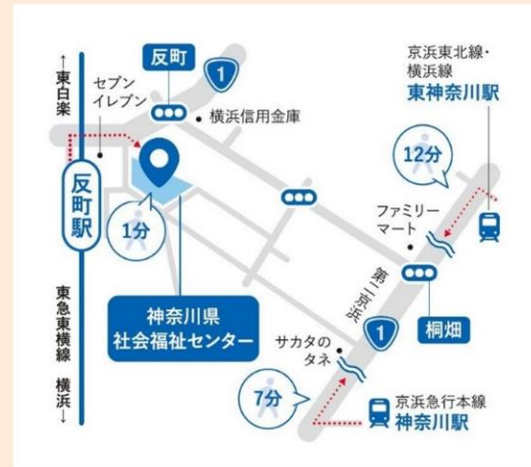 京浜東北線・
横浜線
東神奈川駅
反町
1
←東白楽
セブン
イレブン
横浜信用金庫
12分
反町駅
1分
ファミリー
マート
神奈川県
社会福祉センター
第二京浜
1
桐畑
東急東横線 横浜→
サカタの
タネ
7分
京浜急行本線
神奈川駅